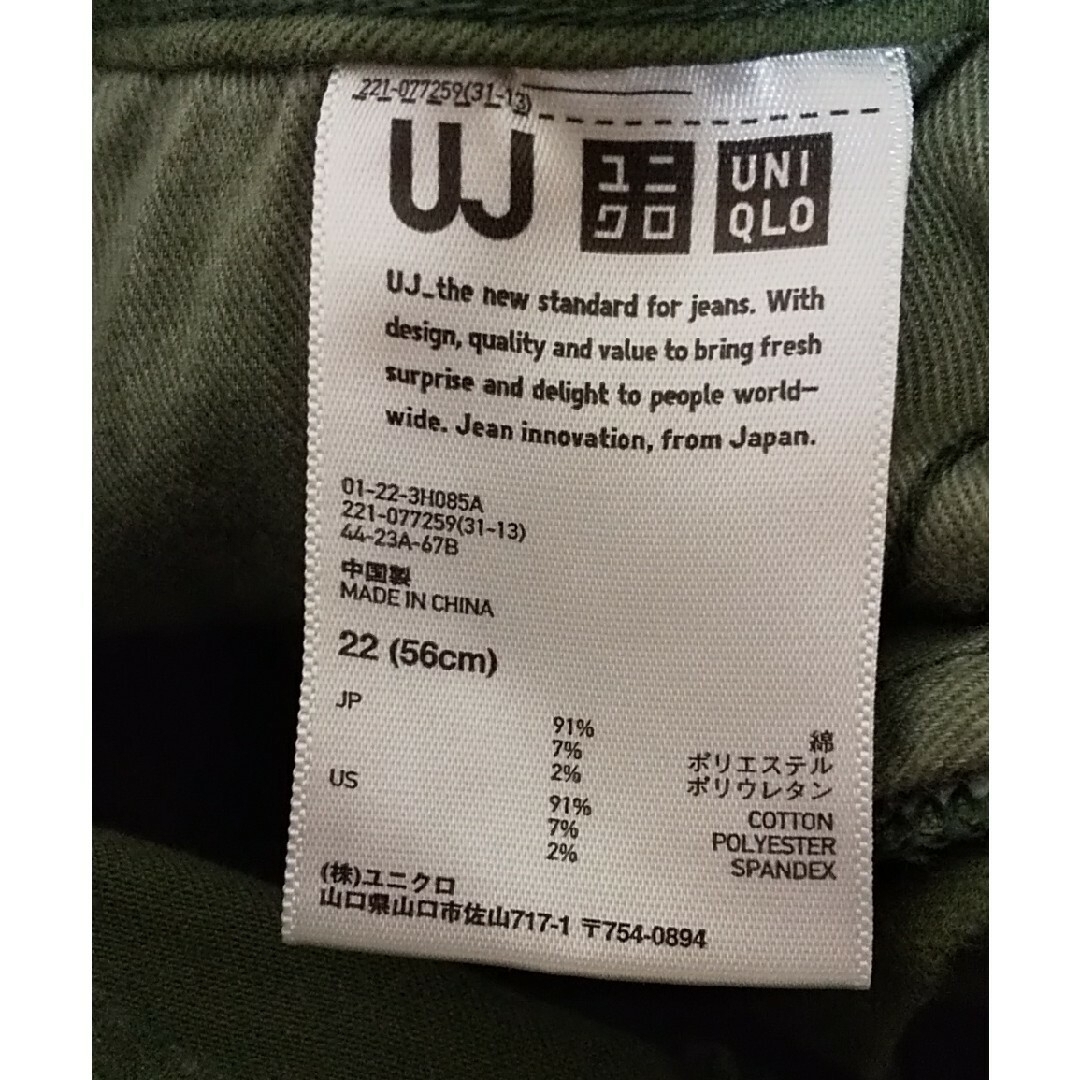 221-077259(31-13)
UJ
ユニ
クロ
UNI
QLO
UJ_the new standard for jeans. With
design, quality and value to bring fresh
surprise and delight to people world-
wide. Jean innovation, from Japan.
01-22-3H085A
221-077259(31-13)
44-23A-67B
中国製
MADE IN CHINA
22 (56cm)
JP
91% 綿
7% ポリエステル
2% ポリウレタン
US
91% COTTON
7% POLYESTER
2% SPANDEX
(株)ユニクロ
山口県山口市佐山717-1 〒754-0894